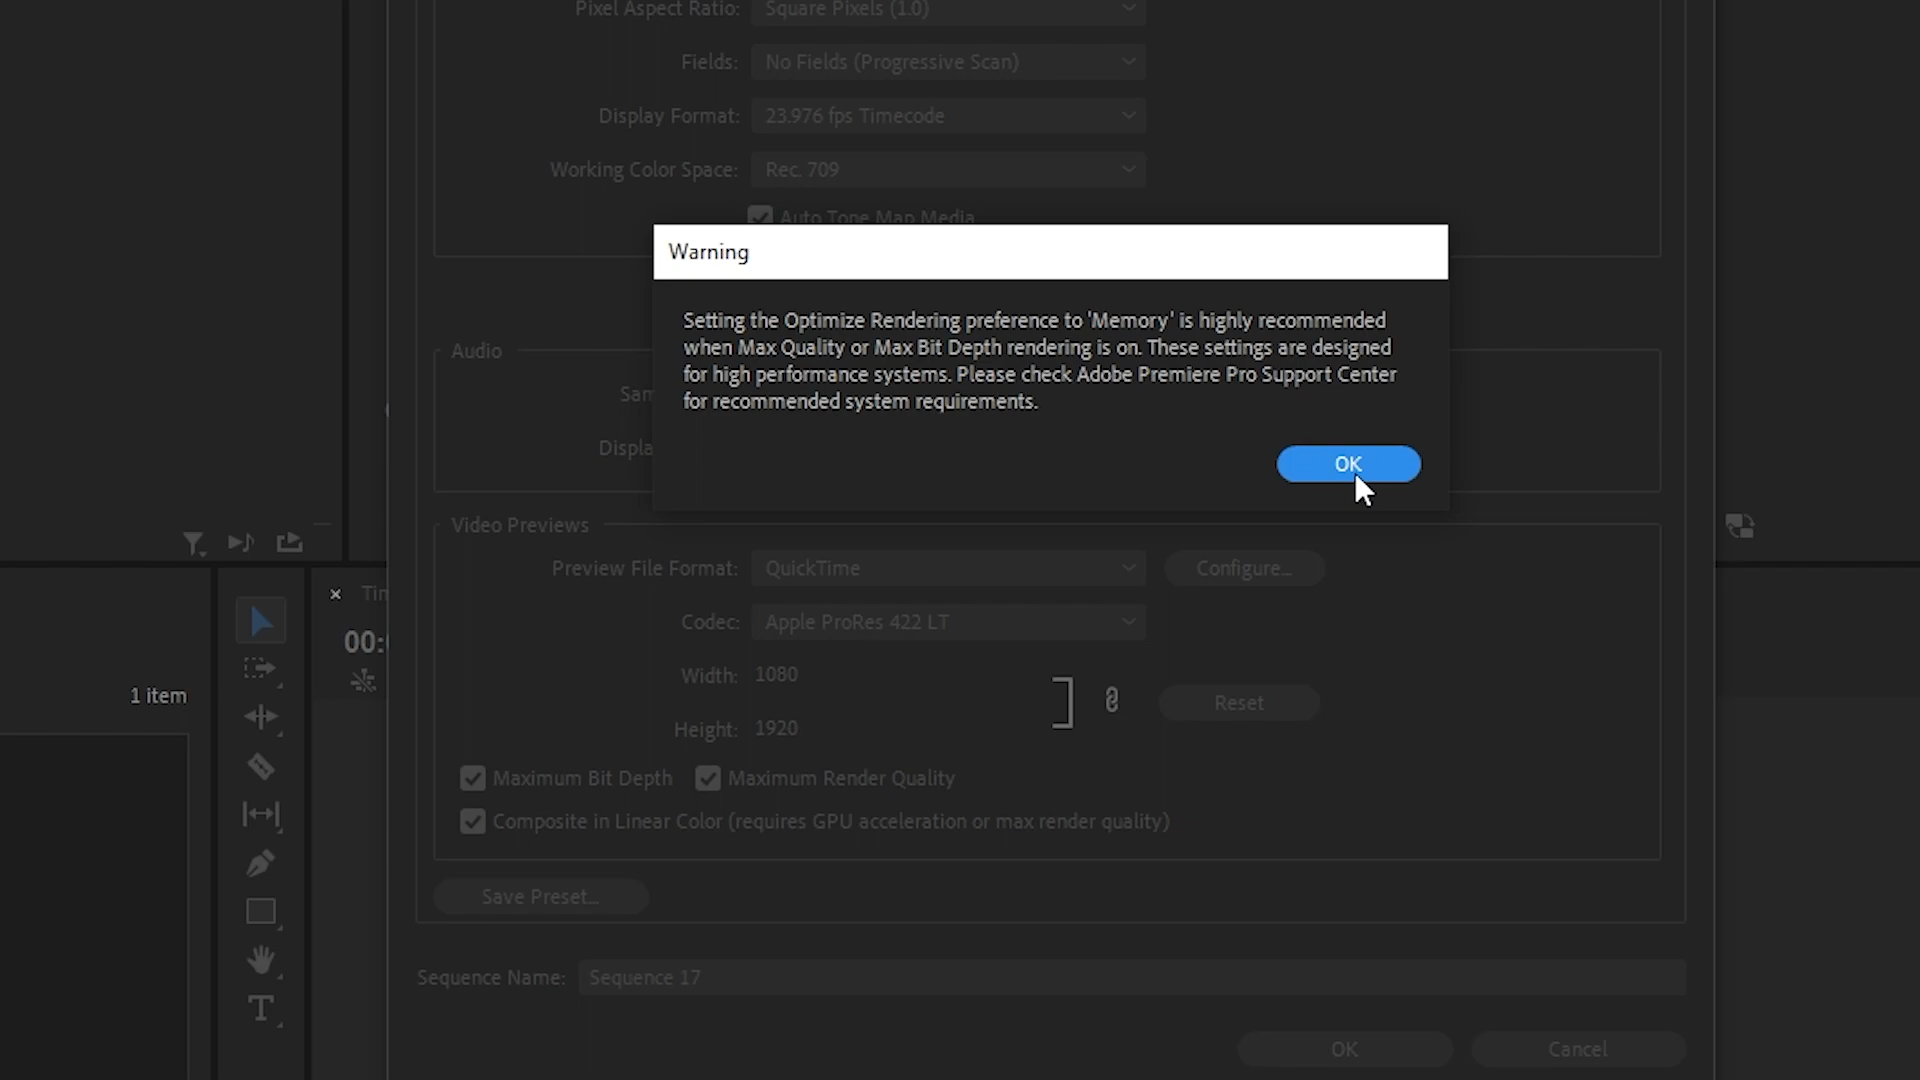 Pixel Aspect Ratio: Square Pixels (1.0)
Fields: No Fields (Progressive Scan)
Display Format: 23.976 fps Timecode
Working Color Space: Rec. 709
Auto Tone Map Media
Warning
Setting the Optimize Rendering preference to 'Memory' is highly recommended
when Max Quality or Max Bit Depth rendering is on. These settings are designed
for high performance systems. Please check Adobe Premiere Pro Support Center
for recommended system requirements.
OK
Audio
Sam
Displa
Video Previews
Preview File Format: QuickTime Configure...
Codec: Apple ProRes 422 LT
Width: 1080
Height: 1920
Reset
Maximum Bit Depth Maximum Render Quality
Composite in Linear Color (requires GPU acceleration or max render quality)
Save Preset...
Sequence Name: Sequence 17
OK Cancel
1 item
× Tim
00: